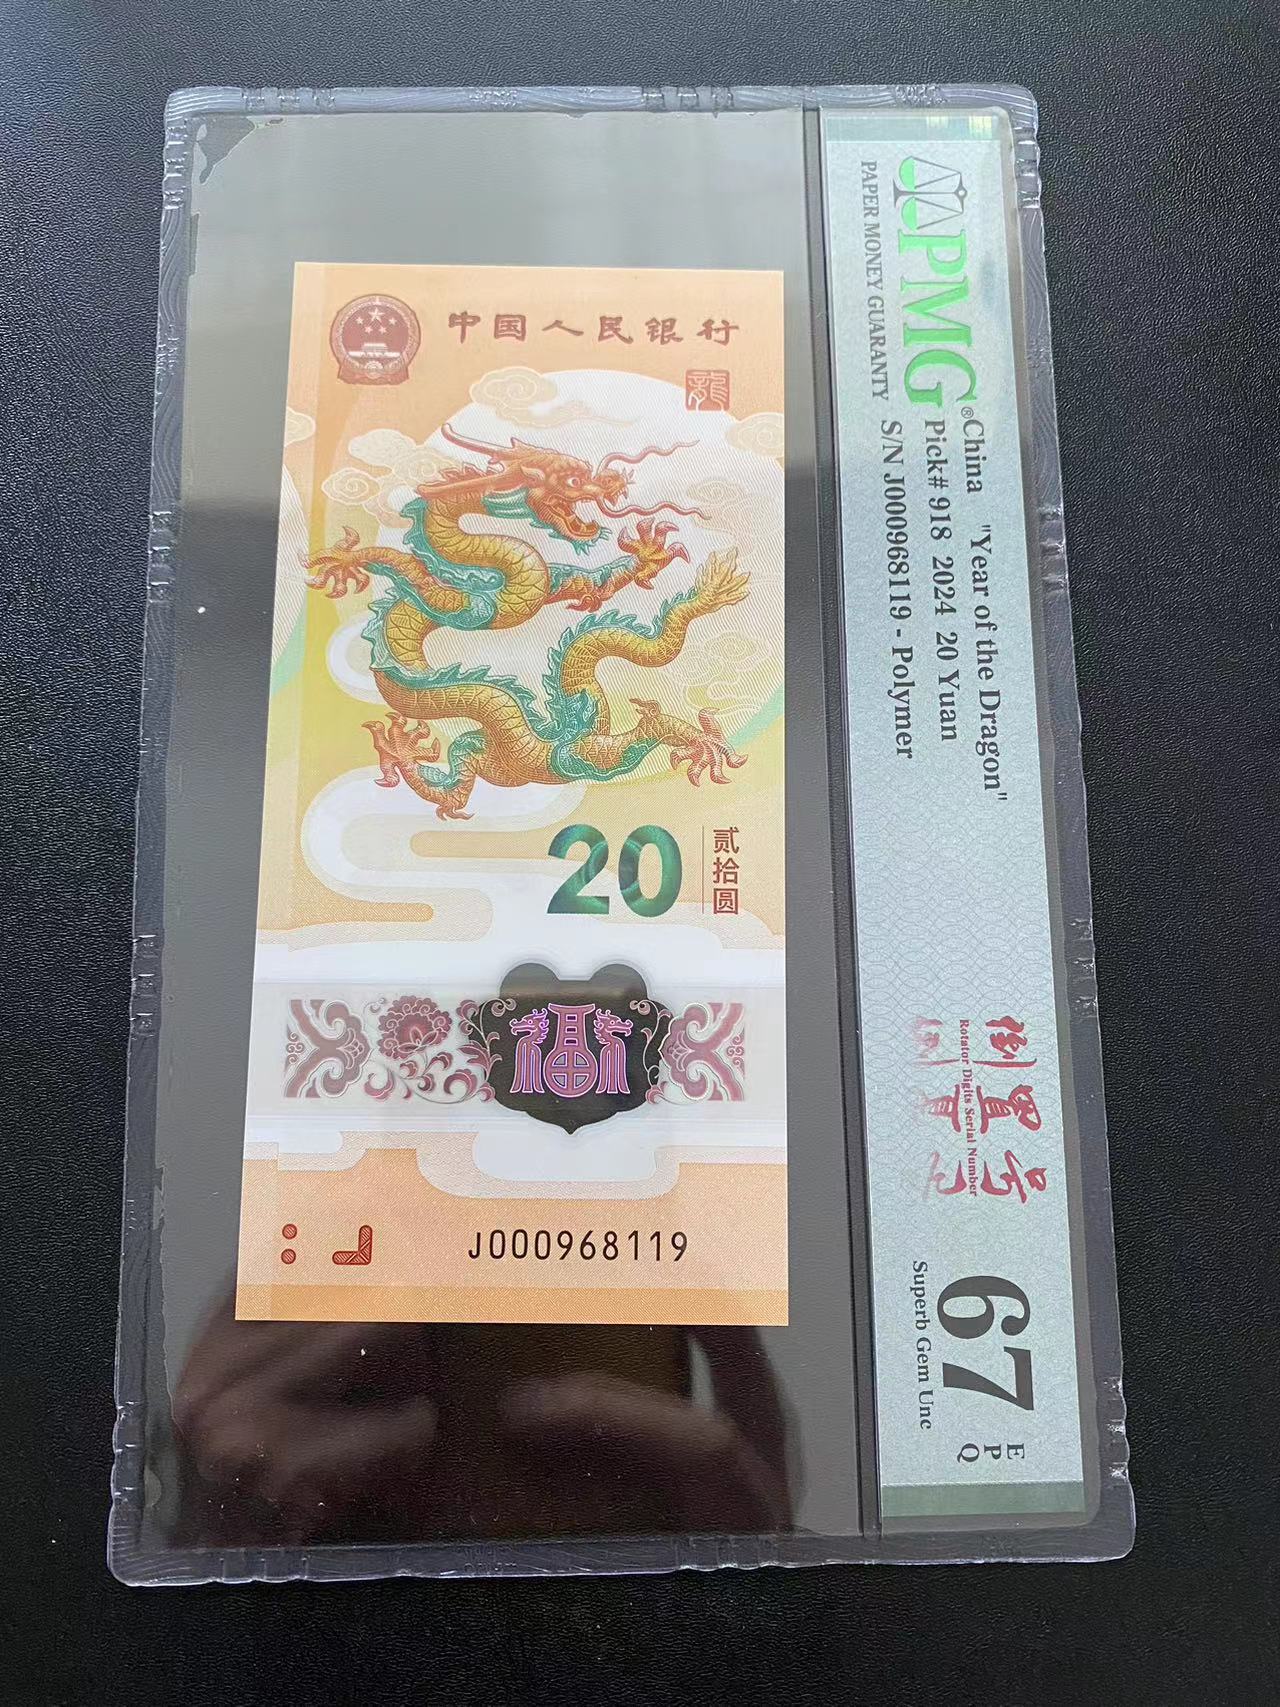 中国人民银行
龍
20
贰拾圆
福
J000968119
PMG®
PAPER MONEY GUARANTY
China "Year of the Dragon"
Pick# 918 2024 20 Yuan
S/N J000968119 - Polymer
倒置号
Rotator Digits Serial Number
67
EPQ
Superb Gem Unc